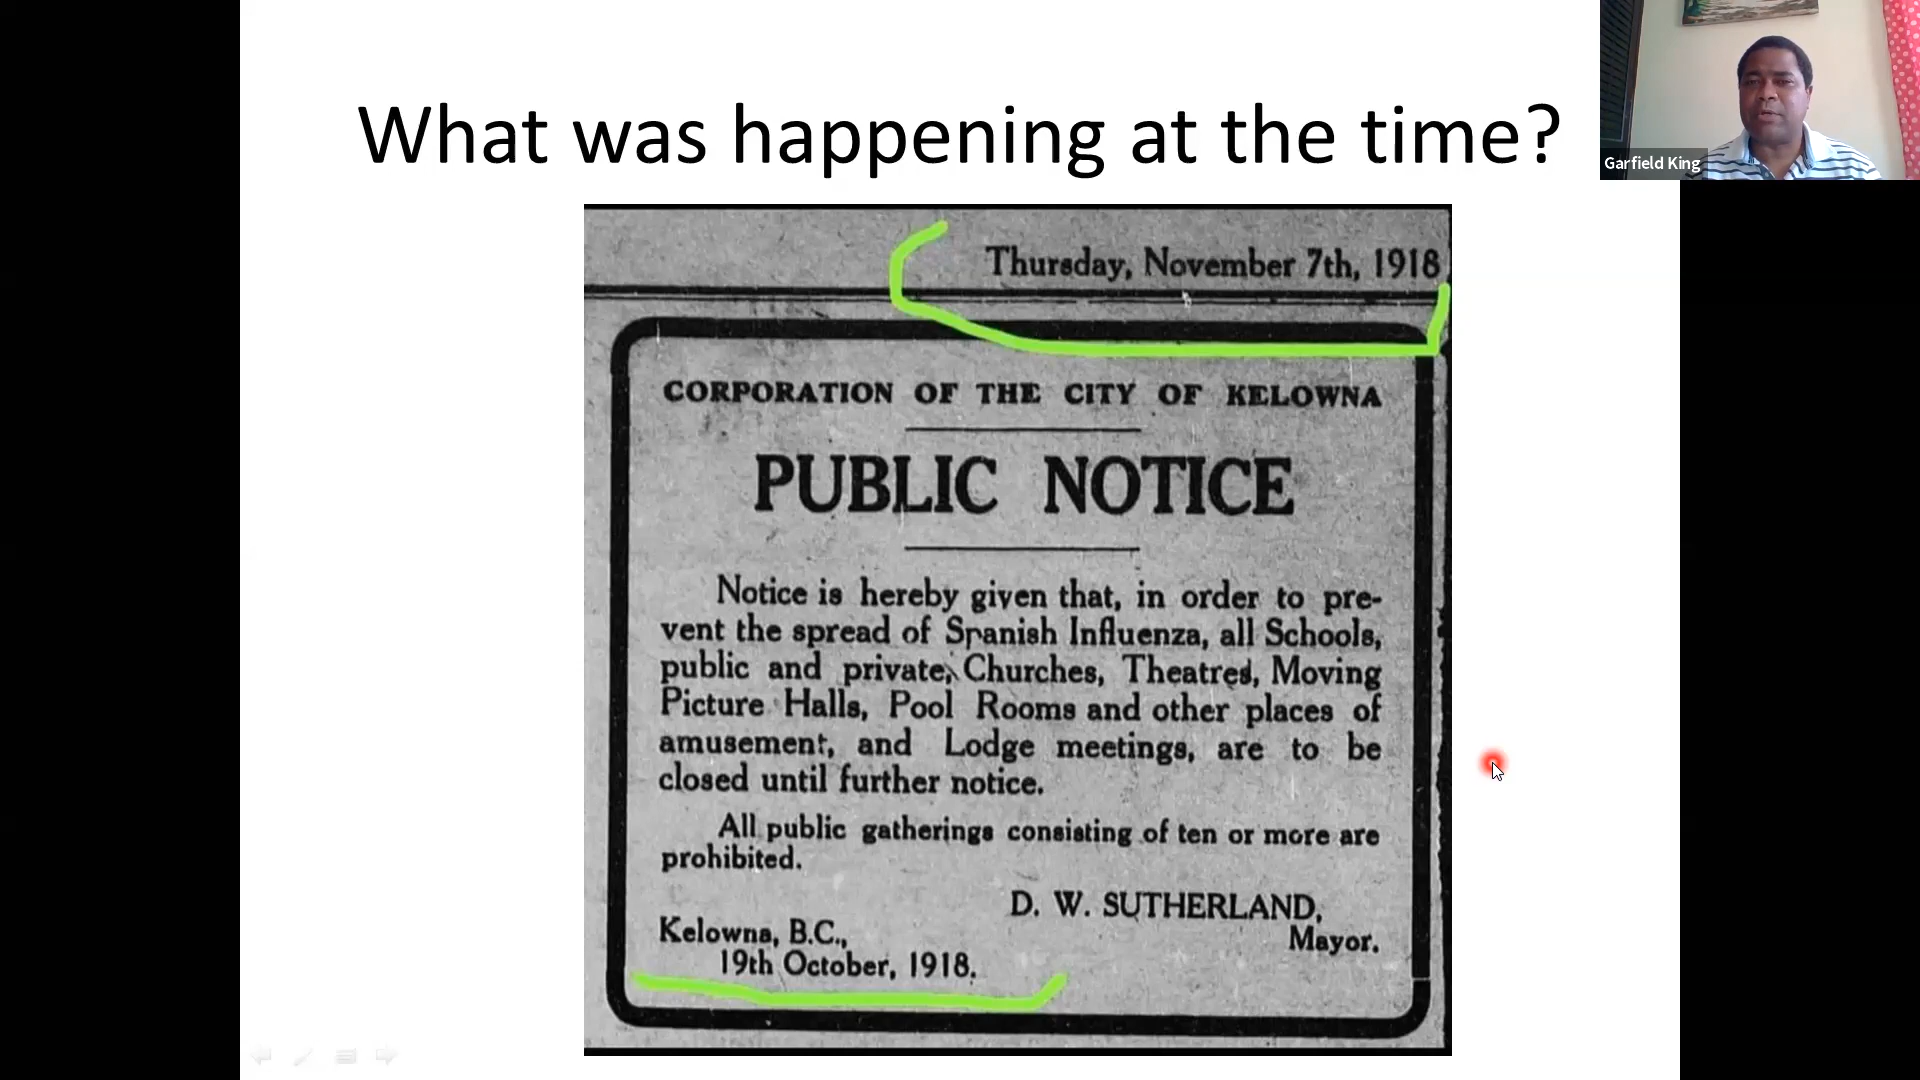 What was happening at the time?
Garfield King
Thursday, November 7th, 1918
CORPORATION OF THE CITY OF KELOWNA
PUBLIC NOTICE
Notice is hereby given that, in order to pre-
vent the spread of Spanish Influenza, all Schools,
public and private, Churches, Theatres, Moving
Picture Halls, Pool Rooms and other places of
amusement, and Lodge meetings, are to be
closed until further notice.
All public gatherings consisting of ten or more are
prohibited.
D. W. SUTHERLAND,
Mayor.
Kelowna, B.C.,
19th October, 1918.